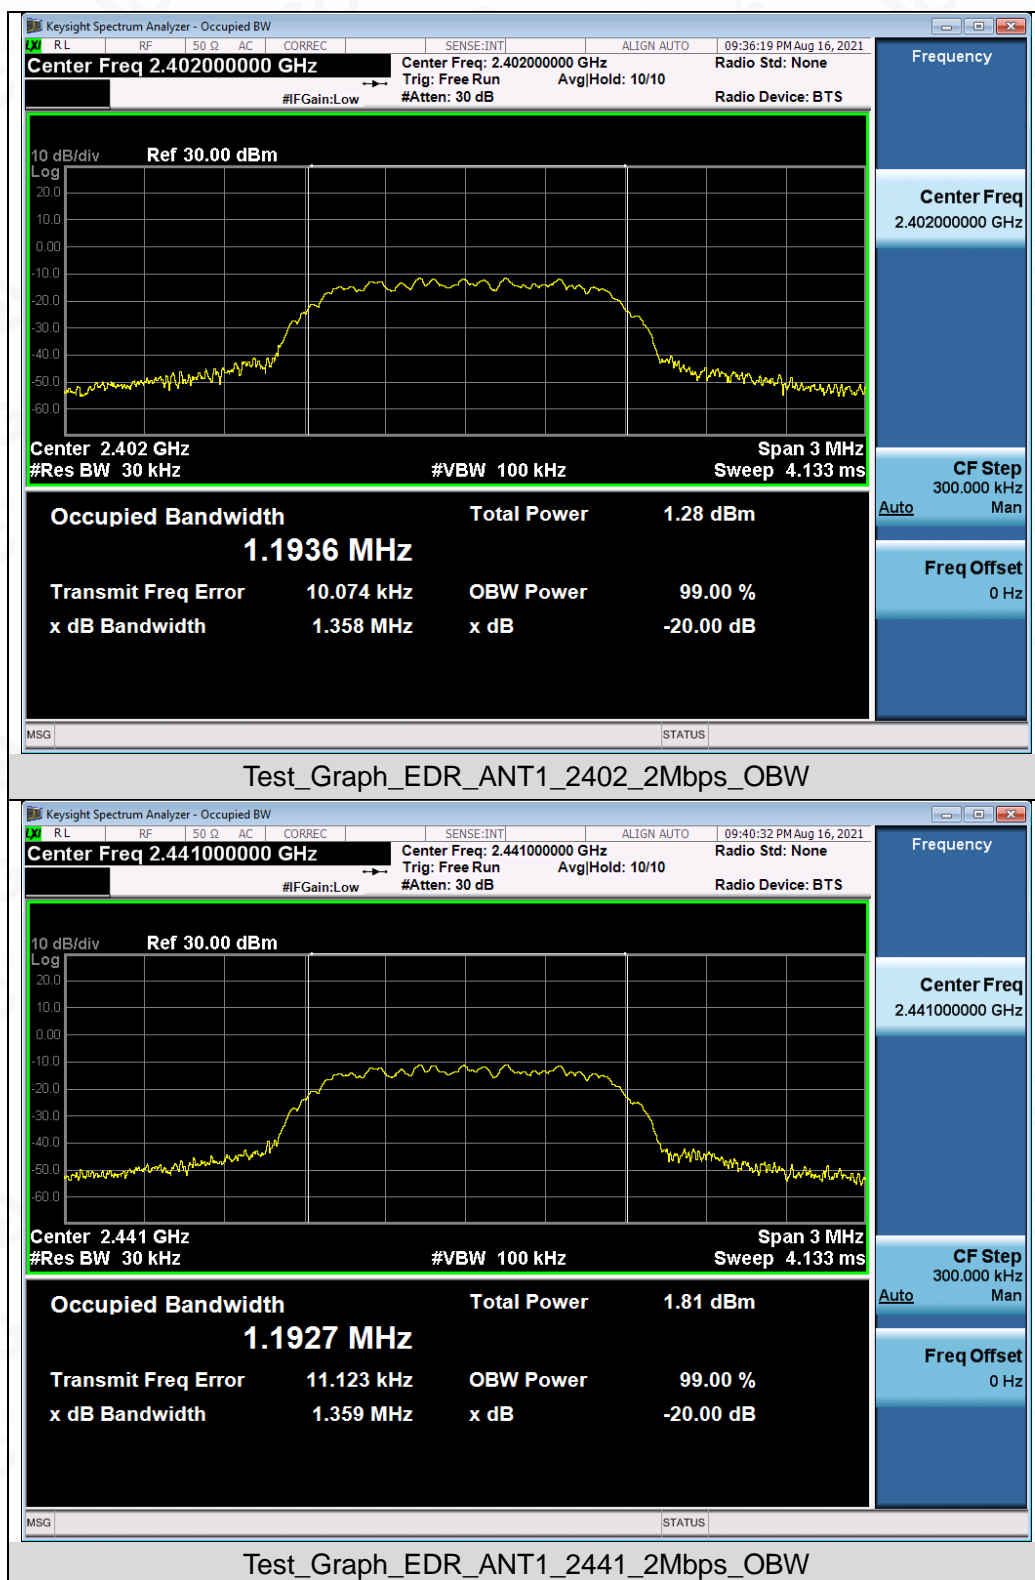 Keysight Spectrum Analyzer - Occupied BW
LXI RL RF 50 Ω AC CORREC SENSE:INT ALIGN AUTO 09:36:19 PM Aug 16, 2021
Center Freq 2.402000000 GHz
Center Freq: 2.402000000 GHz
Radio Std: None
Trig: Free Run Avg|Hold: 10/10
#IFGain:Low
#Atten: 30 dB
Radio Device: BTS
Frequency
10 dB/div Ref 30.00 dBm
Log
20.0
10.0
0.00
-10.0
-20.0
-30.0
-40.0
-50.0
-60.0
Center Freq
2.402000000 GHz
Center 2.402 GHz Span 3 MHz
#Res BW 30 kHz #VBW 100 kHz Sweep 4.133 ms
CF Step
300.000 kHz
Auto Man
Occupied Bandwidth Total Power 1.28 dBm
1.1936 MHz
Transmit Freq Error 10.074 kHz OBW Power 99.00 %
x dB Bandwidth 1.358 MHz x dB -20.00 dB
Freq Offset
0 Hz
MSG STATUS
Test_Graph_EDR_ANT1_2402_2Mbps_OBW
Keysight Spectrum Analyzer - Occupied BW
LXI RL RF 50 Ω AC CORREC SENSE:INT ALIGN AUTO 09:40:32 PM Aug 16, 2021
Center Freq 2.441000000 GHz
Center Freq: 2.441000000 GHz
Radio Std: None
Trig: Free Run Avg|Hold: 10/10
#IFGain:Low
#Atten: 30 dB
Radio Device: BTS
Frequency
10 dB/div Ref 30.00 dBm
Log
20.0
10.0
0.00
-10.0
-20.0
-30.0
-40.0
-50.0
-60.0
Center Freq
2.441000000 GHz
Center 2.441 GHz Span 3 MHz
#Res BW 30 kHz #VBW 100 kHz Sweep 4.133 ms
CF Step
300.000 kHz
Auto Man
Occupied Bandwidth Total Power 1.81 dBm
1.1927 MHz
Transmit Freq Error 11.123 kHz OBW Power 99.00 %
x dB Bandwidth 1.359 MHz x dB -20.00 dB
Freq Offset
0 Hz
MSG STATUS
Test_Graph_EDR_ANT1_2441_2Mbps_OBW